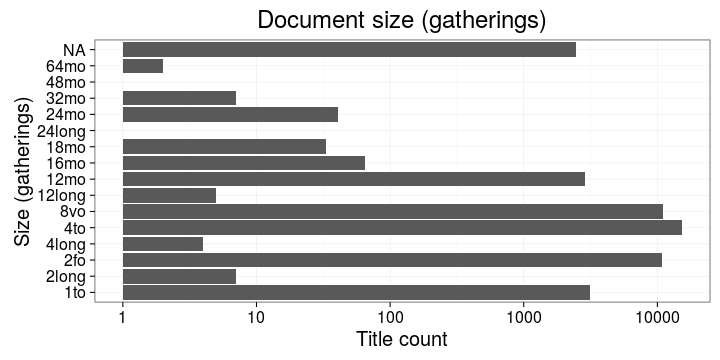 Document size (gatherings)
Size (gatherings)
NA
64mo
48mo
32mo
24mo
24long
18mo
16mo
12mo
12long
8vo
4to
4long
2fo
2long
1to
1 10 100 1000 10000
Title count